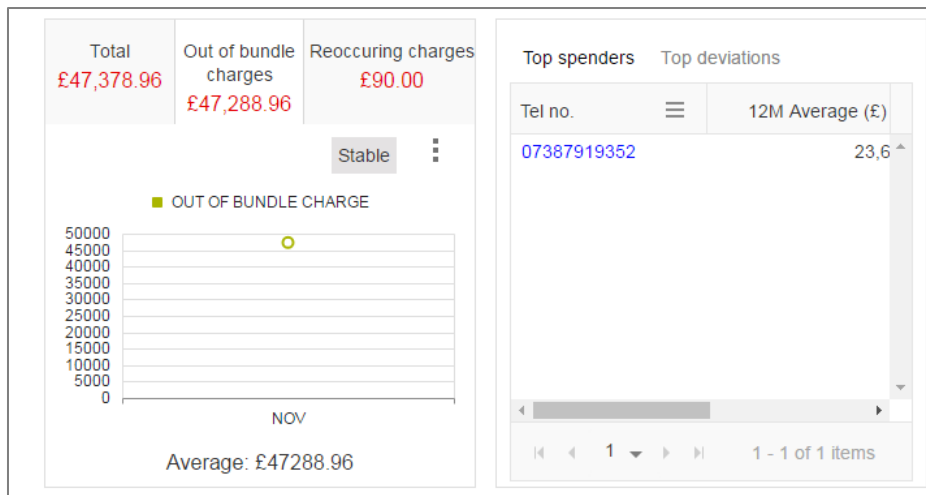 Total
£47,378.96
Out of bundle
charges
£47,288.96
Reoccuring charges
£90.00
Stable
OUT OF BUNDLE CHARGE
50000
45000
40000
35000
30000
25000
20000
15000
10000
5000
0
NOV
Average: £47288.96
Top spenders Top deviations
Tel no. 12M Average (£)
07387919352 23,6
1 1 - 1 of 1 items